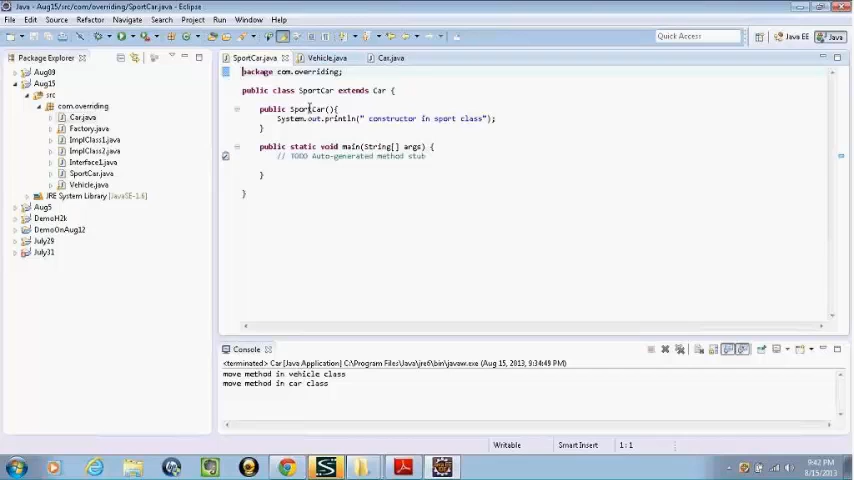 Java - Aug15/src/com/overriding/SportCar.java - Eclipse
File Edit Source Refactor Navigate Search Project Run Window Help
Quick Access
Java EE
Java
Package Explorer
Aug09
Aug15
src
com.overriding
Car.java
Factory.java
ImplClass1.java
ImplClass2.java
Interface1.java
SportCar.java
Vehicle.java
JRE System Library [JavaSE-1.6]
Aug5
DemoH2k
DemoOnAug12
July29
July31
SportCar.java
Vehicle.java
Car.java
package com.overriding;
public class SportCar extends Car {
public SportCar(){
System.out.println(" constructor in sport class");
}
public static void main(String[] args) {
// TODO Auto-generated method stub
}
}
Console
<terminated> Car [Java Application] C:\Program Files\Java\jre6\bin\javaw.exe (Aug 15, 2013, 9:34:49 PM)
move method in vehicle class
move method in car class
Writable
Smart Insert
1 : 1
9:42 PM
8/15/2013